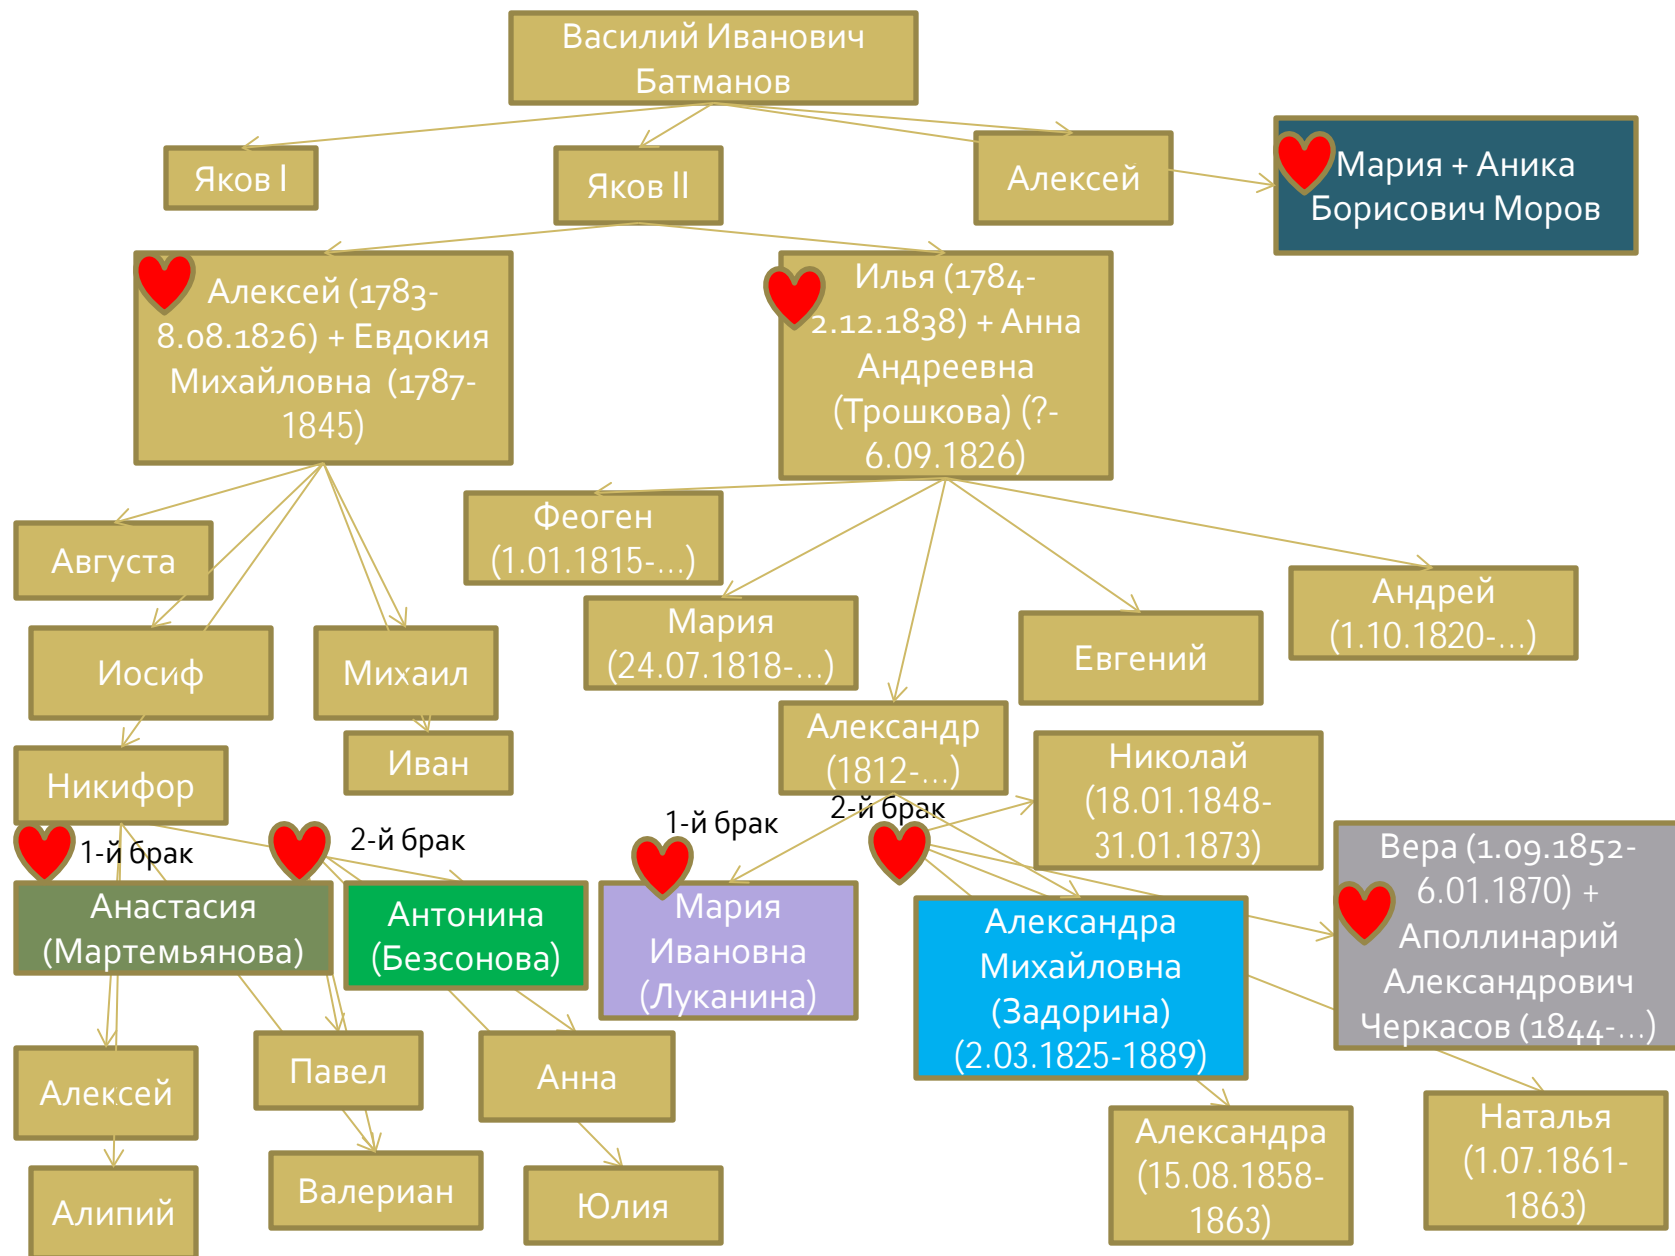 Василий Иванович
Батманов
Яков I
Яков II
Алексей
Мария + Аника
Борисович Моров
Алексей (1783-
8.08.1826) + Евдокия
Михайловна (1787-
1845)
Илья (1784-
2.12.1838) + Анна
Андреевна
(Трошкова) (?-
6.09.1826)
Августа
Феоген
(1.01.1815-...)
Мария
(24.07.1818-...)
Евгений
Андрей
(1.10.1820-...)
Иосиф
Михаил
Александр
(1812-...)
Никифор
Иван
Николай
(18.01.1848-
31.01.1873)
1-й брак
2-й брак
1-й брак
2-й брак
Анастасия
(Мартемьянова)
Антонина
(Безсонова)
Мария
Ивановна
(Луканина)
Александра
Михайловна
(Задорина)
(2.03.1825-1889)
Вера (1.09.1852-
6.01.1870) +
Аполлинарий
Александрович
Черкасов (1844-...)
Алексей
Павел
Анна
Александра
(15.08.1858-
1863)
Наталья
(1.07.1861-
1863)
Алипий
Валериан
Юлия